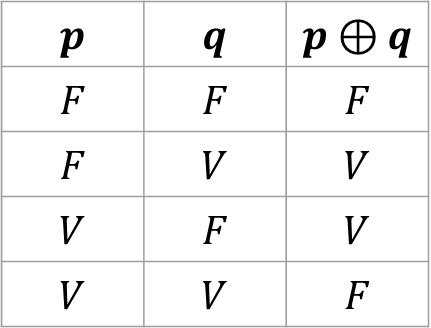 p q p ⊕ q
F F F
F V V
V F V
V V F